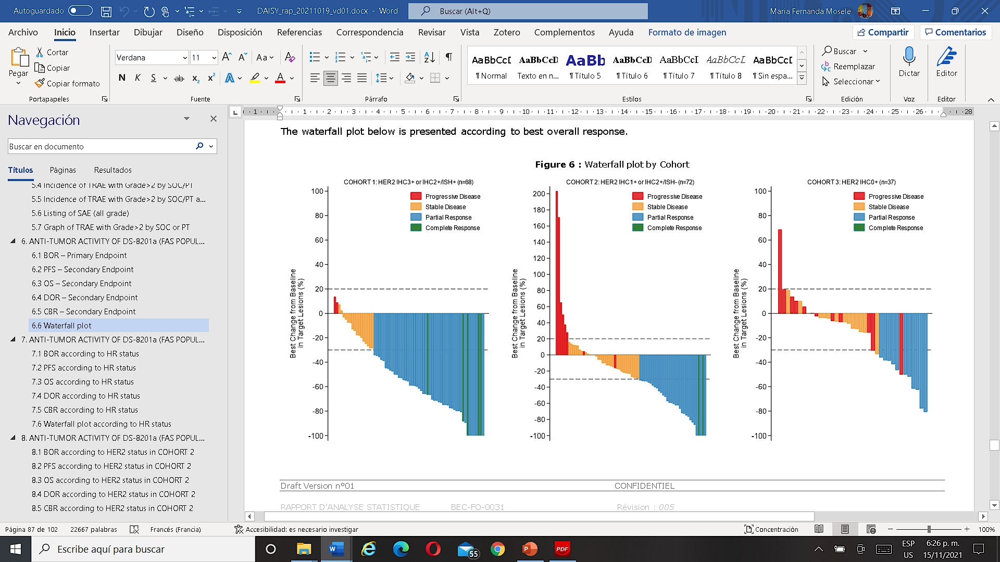 Autoguardado
DAISY_rap_20211019_vd01.docx - Word
Buscar (Alt+Q)
Maria Fernanda Mosele
Archivo Inicio Insertar Dibujar Diseño Disposición Referencias Correspondencia Revisar Vista Zotero Complementos Ayuda Formato de imagen
Compartir
Comentarios
Pegar
Cortar
Copiar
Copiar formato
Portapapeles
Verdana 11
N K S ab x₂ x² A A
Fuente
Párrafo
AaBbCcI AaBbCcD AaBb AaBbCcD AaBbCcI AaBbCcL AaBbCcI
¶ Normal Texto en n... ¶ Título 5 ¶ Título 6 ¶ Título 7 ¶ Título 8 ¶ Sin espa...
Estilos
Buscar
Reemplazar
Seleccionar
Edición
Dictar
Voz
Editor
Editor
Navegación
Buscar en documento
Títulos Páginas Resultados
5.4 Incidence of TRAE with Grade>2 by SOC/PT
5.5 Incidence of TRAE with Grade>2 by SOC/PT a...
5.6 Listing of SAE (all grade)
5.7 Graph of TRAE with Grade>2 by SOC or PT
6. ANTI-TUMOR ACTIVITY OF DS-8201a (FAS POPUL...
6.1 BOR – Primary Endpoint
6.2 PFS – Secondary Endpoint
6.3 OS – Secondary Endpoint
6.4 DOR – Secondary Endpoint
6.5 CBR – Secondary Endpoint
6.6 Waterfall plot
7. ANTI-TUMOR ACTIVITY OF DS-8201a (FAS POPUL...
7.1 BOR according to HR status
7.2 PFS according to HR status
7.3 OS according to HR status
7.4 DOR according to HR status
7.5 CBR according to HR status
7.6 Waterfall plot according to HR status
8. ANTI-TUMOR ACTIVITY OF DS-8201a (FAS POPUL...
8.1 BOR according to HER2 status in COHORT 2
8.2 PFS according to HER2 status in COHORT 2
8.3 OS according to HER2 status in COHORT 2
8.4 DOR according to HER2 status in COHORT 2
8.5 CBR according to HER2 status in COHORT 2
1 1 2 3 4 5 6 7 8 9 10 11 12 13 14 15 16 17 18 19 20 21 22 23 24 25 26 28
The waterfall plot below is presented according to best overall response.
Figure 6 : Waterfall plot by Cohort
COHORT 1: HER2 IHC3+ or IHC2+/ISH+ (n=68)
Progressive Disease
Stable Disease
Partial Response
Complete Response
Best Change from Baseline
in Target Lesions (%)
100
80
60
40
20
0
-20
-40
-60
-80
-100
COHORT 2: HER2 IHC1+ or IHC2+/ISH- (n=72)
Progressive Disease
Stable Disease
Partial Response
Complete Response
Best Change from Baseline
in Target Lesions (%)
200
180
160
140
120
100
80
60
40
20
0
-20
-40
-60
-80
-100
COHORT 3: HER2 IHC0+ (n=37)
Progressive Disease
Stable Disease
Partial Response
Complete Response
Best Change from Baseline
in Target Lesions (%)
100
80
60
40
20
0
-20
-40
-60
-80
-100
Draft Version n°01 CONFIDENTIEL
RAPPORT D'ANALYSE STATISTIQUE BEC-FO-0031 Révision : 005
Página 87 de 102 22667 palabras Francés (Francia) Accesibilidad: es necesario investigar Concentración 100%
Escribe aquí para buscar
55
PDF
ESP
US
6:26 p. m.
15/11/2021